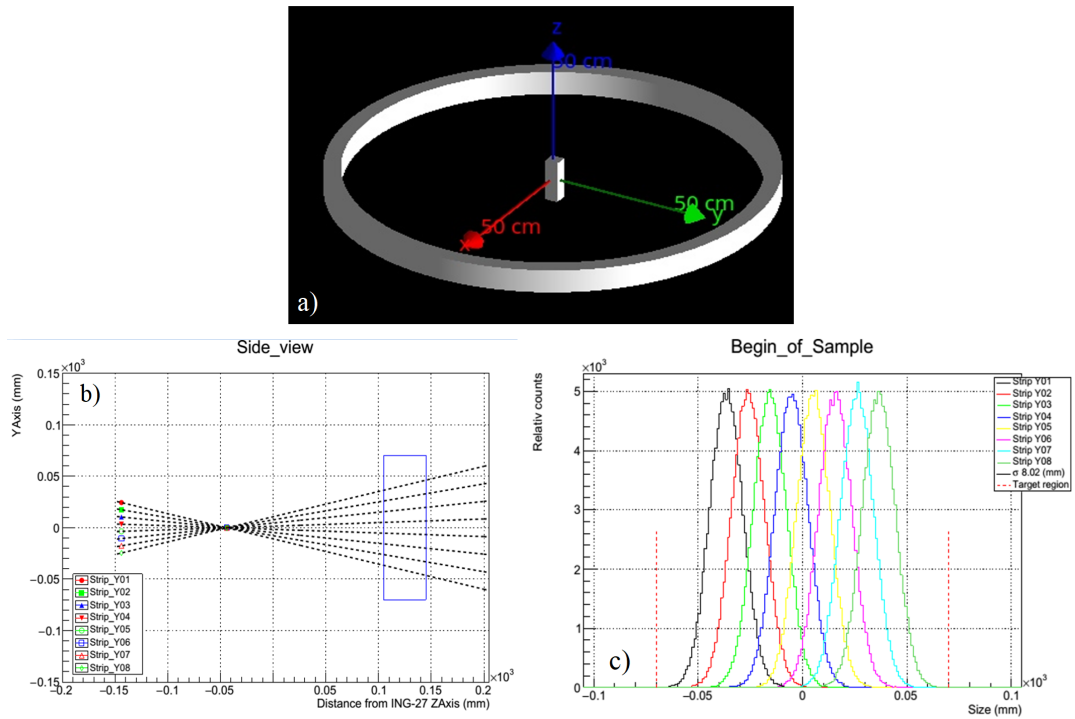 z
50 cm
50 cm
y
50 cm
x
a)
Side_view
×10³
b)
Y Axis (mm)
0.15
0.1
0.05
0
−0.05
−0.1
−0.15
Strip_Y01
Strip_Y02
Strip_Y03
Strip_Y04
Strip_Y05
Strip_Y06
Strip_Y07
Strip_Y08
−0.2 −0.15 −0.1 −0.05 0 0.05 0.1 0.15 0.2
×10³
Distance from ING-27 ZAxis (mm)
Begin_of_Sample
×10³
Relativ counts
5
4
3
2
1
0
Strip Y01
Strip Y02
Strip Y03
Strip Y04
Strip Y05
Strip Y06
Strip Y07
Strip Y08
σ 8.02 (mm)
Target region
c)
−0.1 −0.05 0 0.05 0.1
×10³
Size (mm)